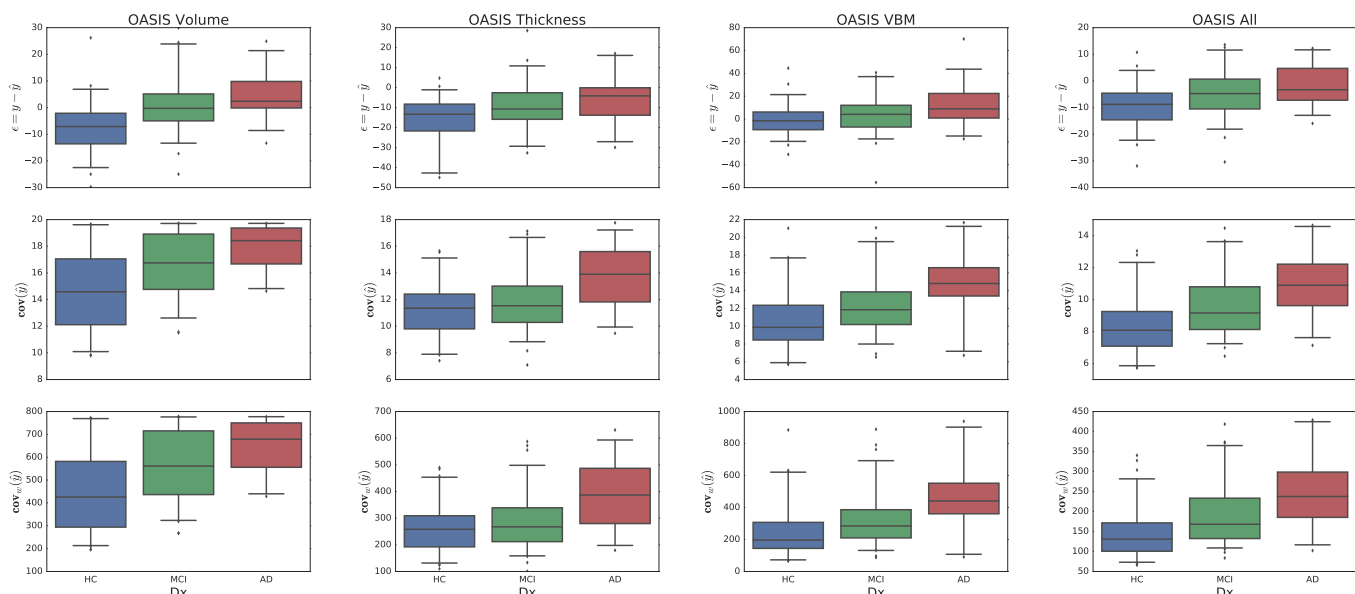 OASIS Volume
OASIS Thickness
OASIS VBM
OASIS All
ϵ = y − ŷ
30
20
10
0
−10
−20
−30
ϵ = y − ŷ
30
20
10
0
−10
−20
−30
−40
−50
ϵ = y − ŷ
80
60
40
20
0
−20
−40
−60
ϵ = y − ŷ
20
10
0
−10
−20
−30
−40
cov(ŷ)
20
18
16
14
12
10
8
cov(ŷ)
18
16
14
12
10
8
6
cov(ŷ)
22
20
18
16
14
12
10
8
6
4
cov(ŷ)
14
12
10
8
6
cov_w(ŷ)
800
700
600
500
400
300
200
100
HC
MCI
AD
Dx
cov_w(ŷ)
700
600
500
400
300
200
100
HC
MCI
AD
Dx
cov_w(ŷ)
1000
800
600
400
200
0
HC
MCI
AD
Dx
cov_w(ŷ)
450
400
350
300
250
200
150
100
50
HC
MCI
AD
Dx